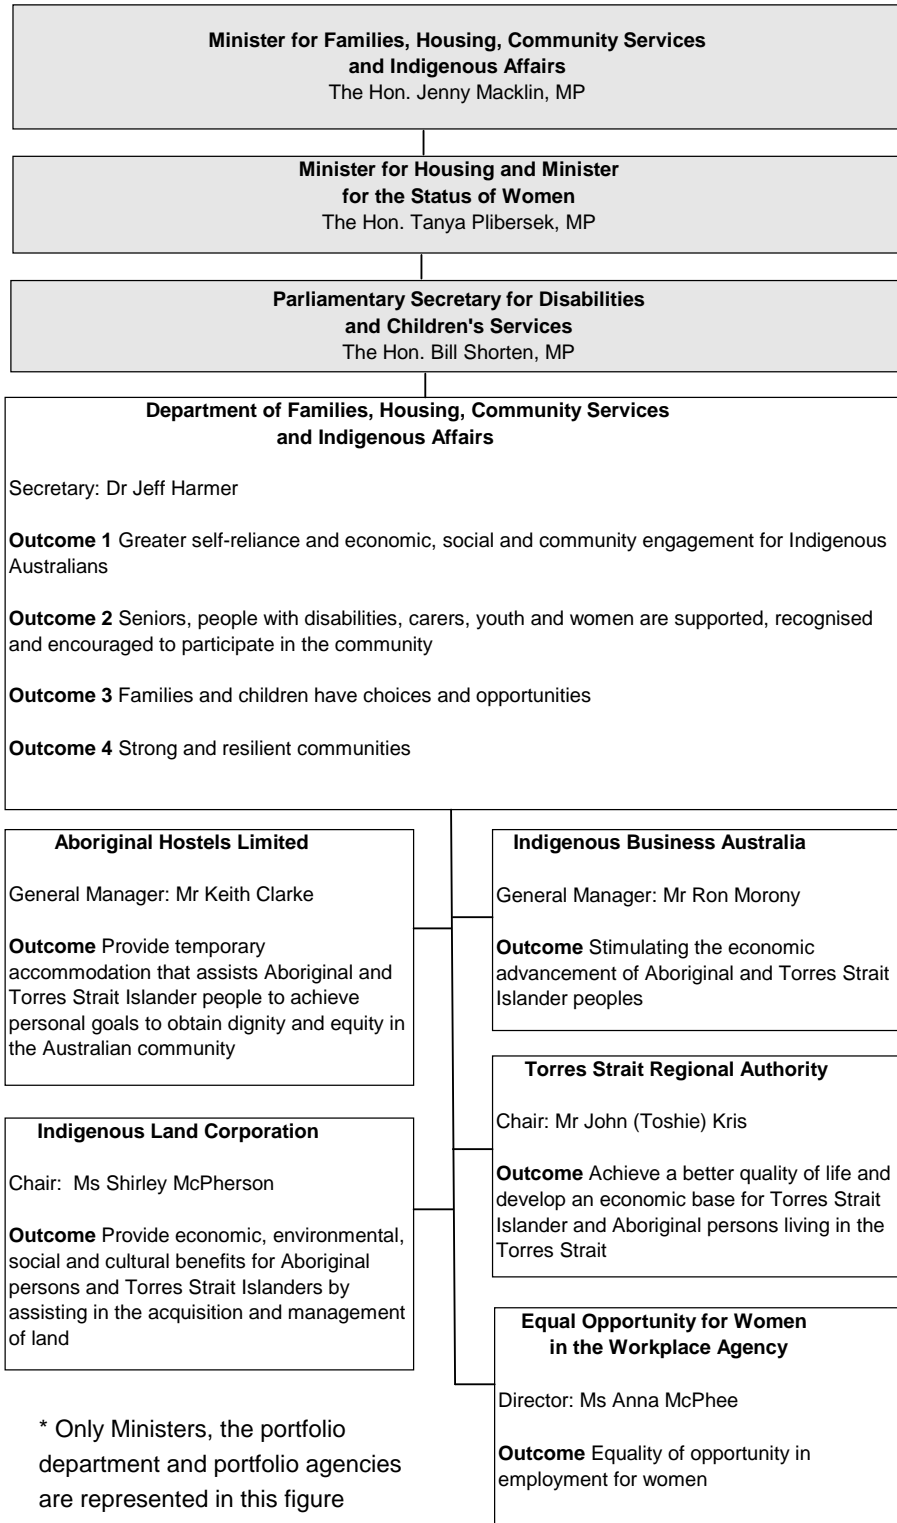 Minister for Families, Housing, Community Services
and Indigenous Affairs
The Hon. Jenny Macklin, MP
Minister for Housing and Minister
for the Status of Women
The Hon. Tanya Plibersek, MP
Parliamentary Secretary for Disabilities
and Children's Services
The Hon. Bill Shorten, MP
Department of Families, Housing, Community Services
and Indigenous Affairs
Secretary: Dr Jeff Harmer
Outcome 1 Greater self-reliance and economic, social and community engagement for Indigenous
Australians
Outcome 2 Seniors, people with disabilities, carers, youth and women are supported, recognised
and encouraged to participate in the community
Outcome 3 Families and children have choices and opportunities
Outcome 4 Strong and resilient communities
Aboriginal Hostels Limited
General Manager: Mr Keith Clarke
Outcome Provide temporary
accommodation that assists Aboriginal and
Torres Strait Islander people to achieve
personal goals to obtain dignity and equity in
the Australian community
Indigenous Business Australia
General Manager: Mr Ron Morony
Outcome Stimulating the economic
advancement of Aboriginal and Torres Strait
Islander peoples
Torres Strait Regional Authority
Chair: Mr John (Toshie) Kris
Outcome Achieve a better quality of life and
develop an economic base for Torres Strait
Islander and Aboriginal persons living in the
Torres Strait
Indigenous Land Corporation
Chair:  Ms Shirley McPherson
Outcome Provide economic, environmental,
social and cultural benefits for Aboriginal
persons and Torres Strait Islanders by
assisting in the acquisition and management
of land
Equal Opportunity for Women
in the Workplace Agency
Director: Ms Anna McPhee
Outcome Equality of opportunity in
employment for women
* Only Ministers, the portfolio
department and portfolio agencies
are represented in this figure